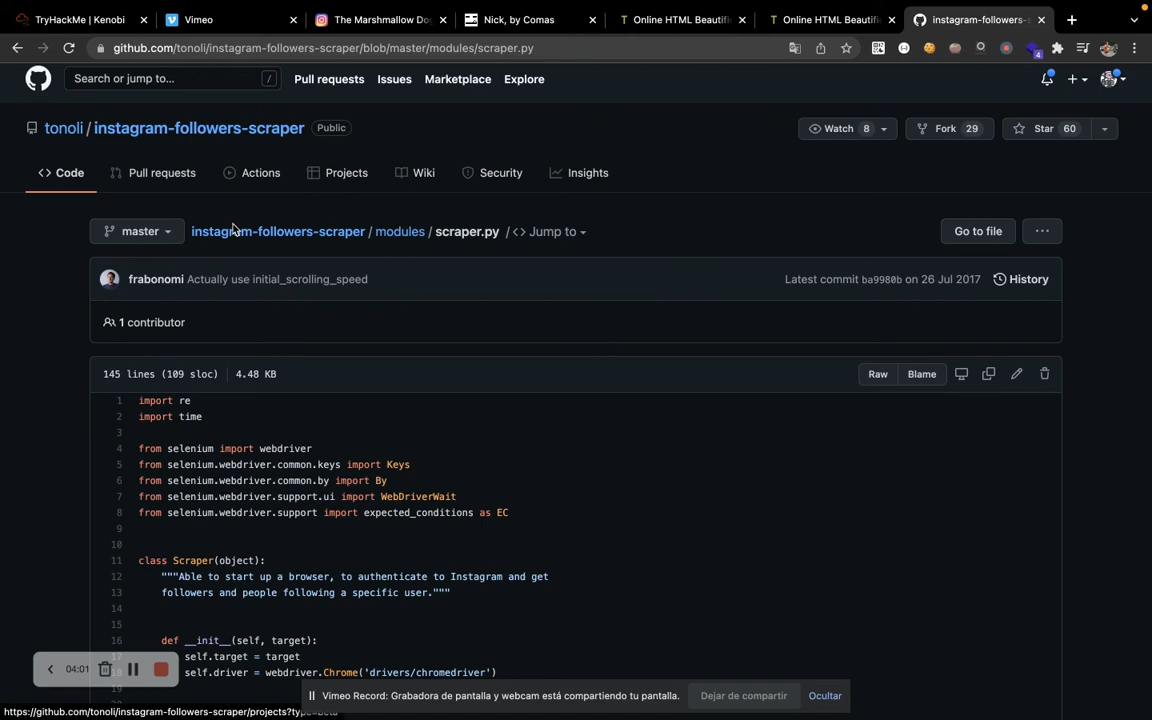 TryHackMe | Kenobi
Vimeo
The Marshmallow Do
Nick, by Comas
Online HTML Beautifi
Online HTML Beautifi
instagram-followers-s
github.com/tonoli/instagram-followers-scraper/blob/master/modules/scraper.py
4
Search or jump to...
/
Pull requests
Issues
Marketplace
Explore
tonoli / instagram-followers-scraper
Public
Watch 8
Fork 29
Star 60
Code
Pull requests
Actions
Projects
Wiki
Security
Insights
master
instagram-followers-scraper / modules / scraper.py / <> Jump to
Go to file
...
frabonomi Actually use initial_scrolling_speed
Latest commit ba9980b on 26 Jul 2017
History
1 contributor
145 lines (109 sloc)
4.48 KB
Raw
Blame
1 import re
2 import time
3
4 from selenium import webdriver
5 from selenium.webdriver.common.keys import Keys
6 from selenium.webdriver.common.by import By
7 from selenium.webdriver.support.ui import WebDriverWait
8 from selenium.webdriver.support import expected_conditions as EC
9
10
11 class Scraper(object):
12 """Able to start up a browser, to authenticate to Instagram and get
13 followers and people following a specific user."""
14
15
16 def __init__(self, target):
17 self.target = target
18 self.driver = webdriver.Chrome('drivers/chromedriver')
19
04:01
Vimeo Record: Grabadora de pantalla y webcam está compartiendo tu pantalla.
Dejar de compartir
Ocultar
https://github.com/tonoli/instagram-followers-scraper/projects?type=beta